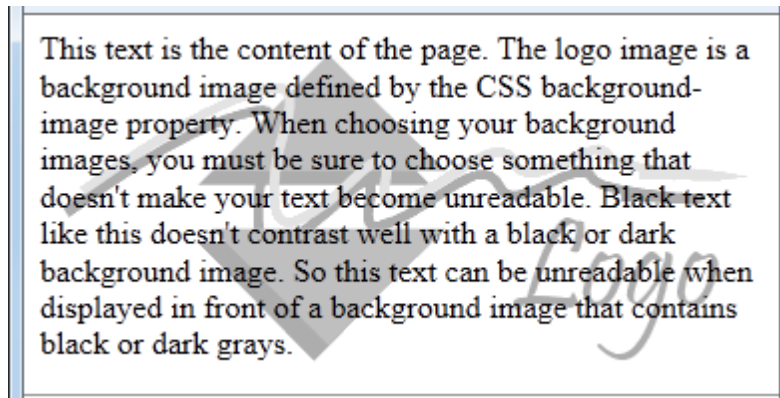 This text is the content of the page. The logo image is a
background image defined by the CSS background-
image property. When choosing your background
images, you must be sure to choose something that
doesn't make your text become unreadable. Black text
like this doesn't contrast well with a black or dark
background image. So this text can be unreadable when
displayed in front of a background image that contains
black or dark grays.
Logo